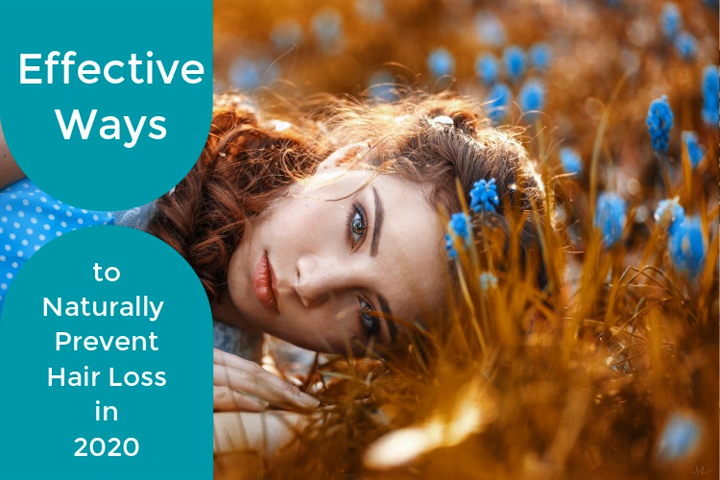 Effective
Ways
to
Naturally
Prevent
Hair Loss
in
2020